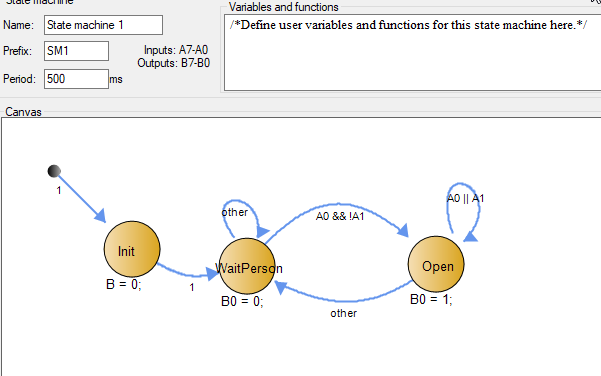 State machine
Variables and functions
Name: State machine 1
/*Define user variables and functions for this state machine here.*/
Prefix: SM1
Inputs: A7-A0
Outputs: B7-B0
Period: 500 ms
Canvas
1
Init
B = 0;
1
other
WaitPerson
B0 = 0;
A0 && !A1
A0 || A1
Open
B0 = 1;
other